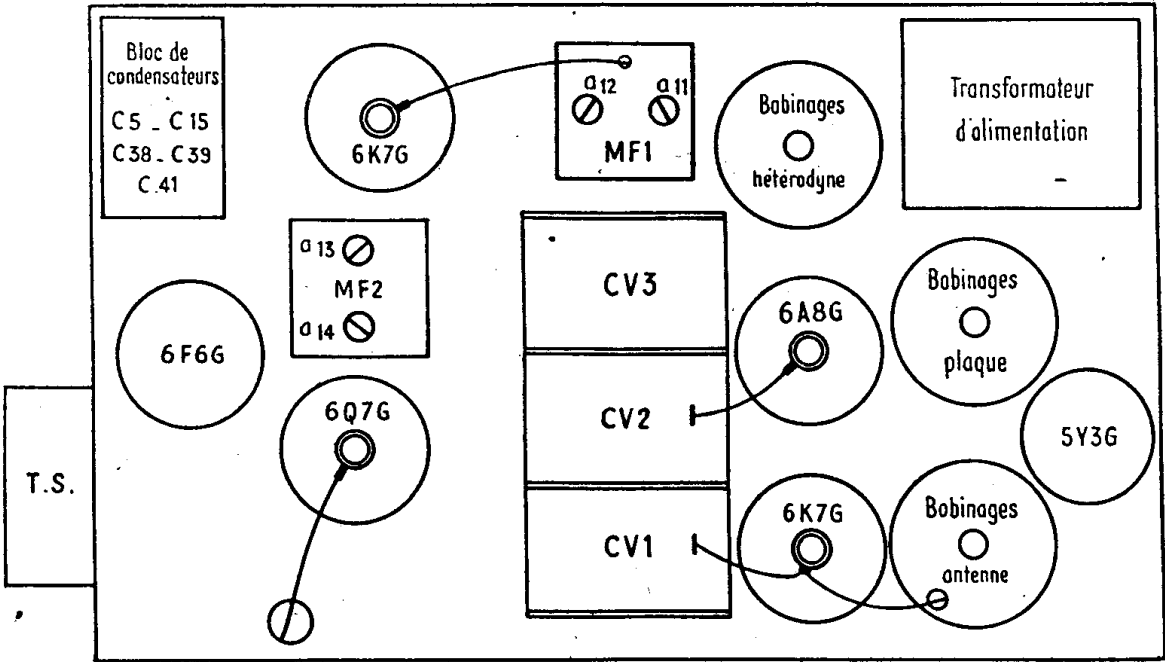 Bloc de
condensateurs
C5 - C15
C38 - C39
C.41
6K7G
a12
a11
MF1
Bobinages
hétérodyne
Transformateur
d'alimentation
a13
MF2
a14
6F6G
CV3
6A8G
Bobinages
plaque
6Q7G
CV2
5Y3G
T.S.
CV1
6K7G
Bobinages
antenne